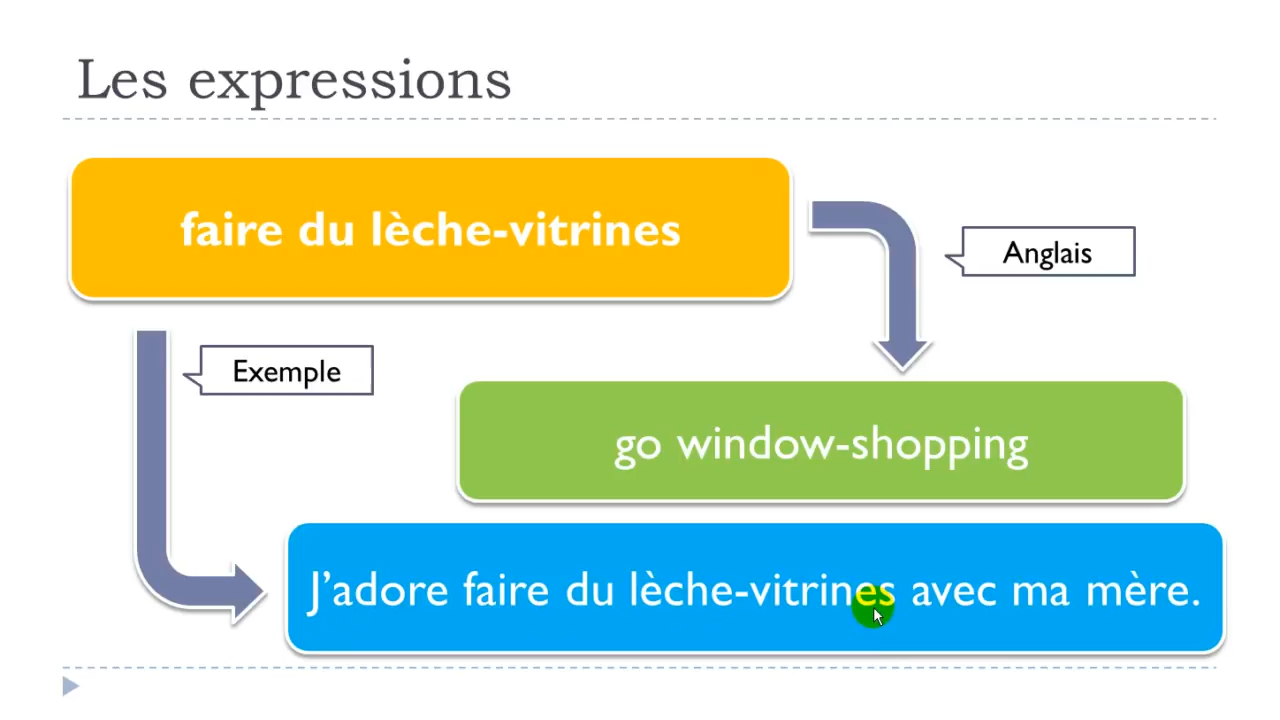 Les expressions
faire du lèche-vitrines
Anglais
Exemple
go window-shopping
J’adore faire du lèche-vitrines avec ma mère.